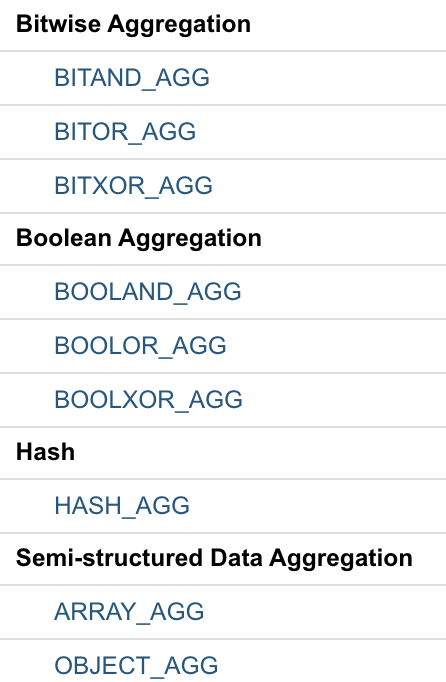 Bitwise Aggregation
BITAND_AGG
BITOR_AGG
BITXOR_AGG
Boolean Aggregation
BOOLAND_AGG
BOOLOR_AGG
BOOLXOR_AGG
Hash
HASH_AGG
Semi-structured Data Aggregation
ARRAY_AGG
OBJECT_AGG